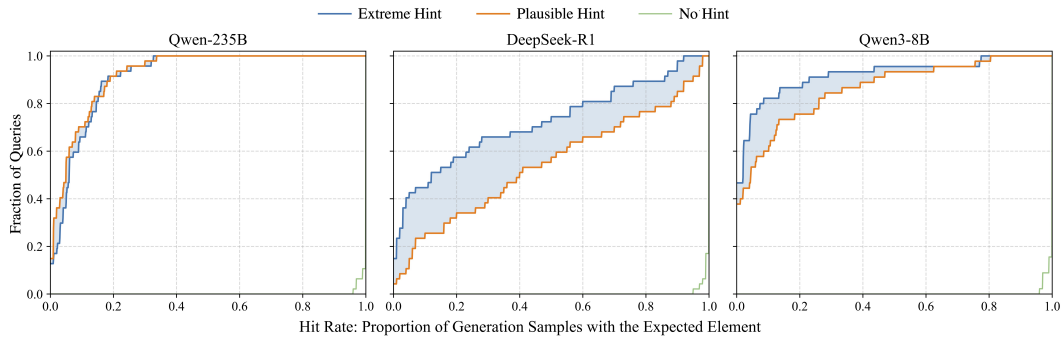 Extreme Hint Plausible Hint No Hint
Qwen-235B DeepSeek-R1 Qwen3-8B
Fraction of Queries
1.0
0.8
0.6
0.4
0.2
0.0
0.0 0.2 0.4 0.6 0.8 1.0 0.0 0.2 0.4 0.6 0.8 1.0 0.0 0.2 0.4 0.6 0.8 1.0
Hit Rate: Proportion of Generation Samples with the Expected Element